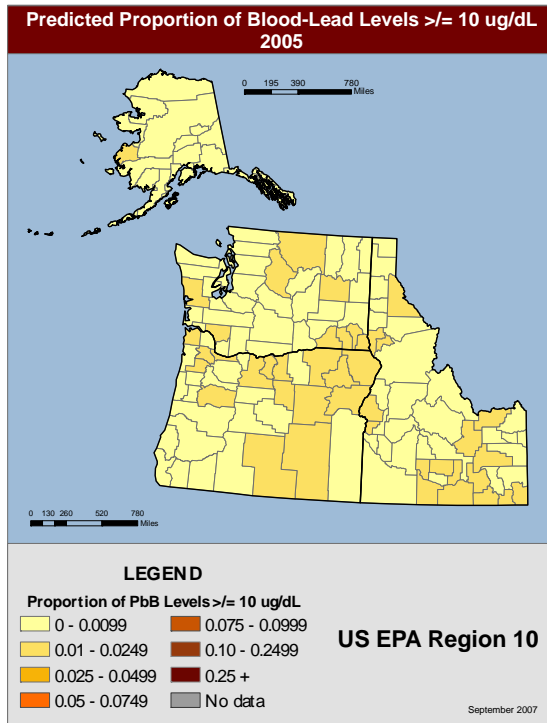 Predicted Proportion of Blood-Lead Levels >/= 10 ug/dL
2005
0 195 390 780
Miles
0 130 260 520 780
Miles
LEGEND
Proportion of PbB Levels >/= 10 ug/dL
0 - 0.0099
0.01 - 0.0249
0.025 - 0.0499
0.05 - 0.0749
0.075 - 0.0999
0.10 - 0.2499
0.25 +
No data
US EPA Region 10
September 2007